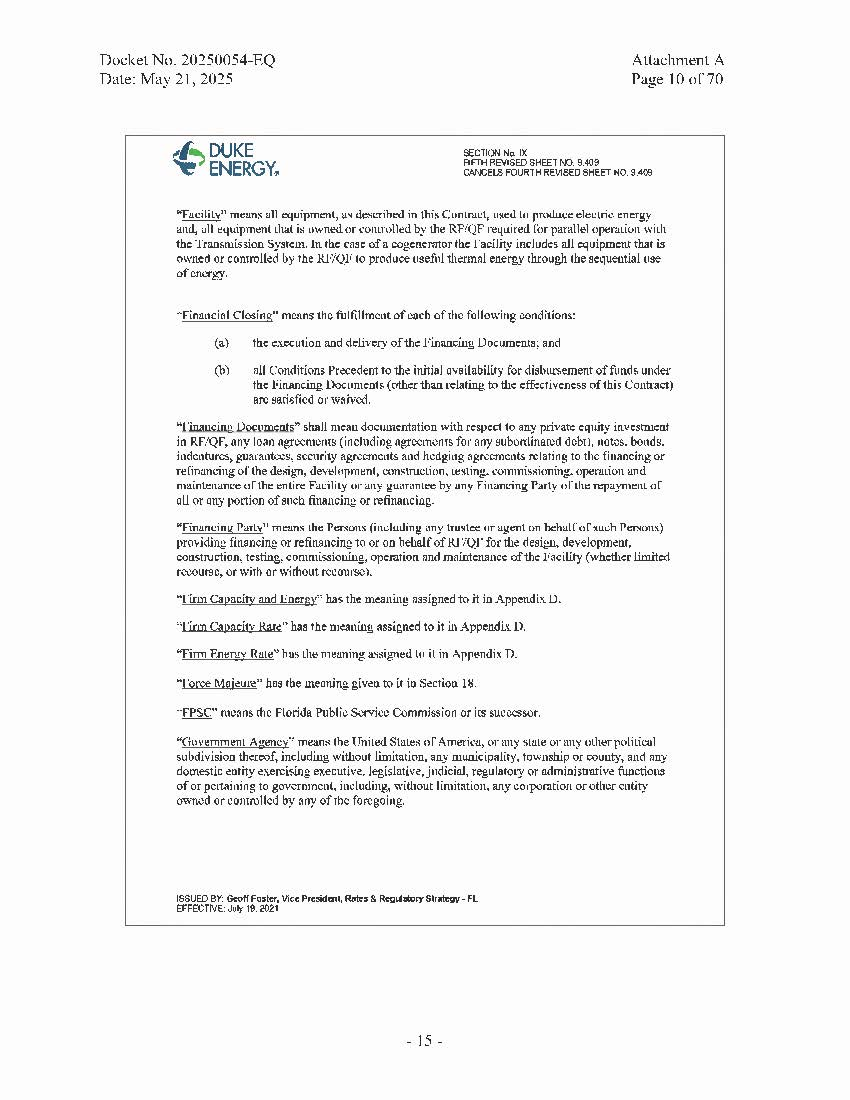 Docket No. 20250054-EQ
Date: May 21, 2025
Attachment A
Page 10 of 70
DUKE
ENERGY®
SECTION No. IX
FIFTH REVISED SHEET NO. 9.409
CANCELS FOURTH REVISED SHEET NO. 9.409
“Facility” means all equipment, as described in this Contract, used to produce electric energy
and, all equipment that is owned or controlled by the RF/QF required for parallel operation with
the Transmission System. In the case of a cogenerator the Facility includes all equipment that is
owned or controlled by the RF/QF to produce useful thermal energy through the sequential use
of energy.
“Financial Closing” means the fulfillment of each of the following conditions:
(a) the execution and delivery of the Financing Documents; and
(b) all Conditions Precedent to the initial availability for disbursement of funds under
the Financing Documents (other than relating to the effectiveness of this Contract)
are satisfied or waived.
“Financing Documents” shall mean documentation with respect to any private equity investment
in RF/QF, any loan agreements (including agreements for any subordinated debt), notes, bonds,
indentures, guarantees, security agreements and hedging agreements relating to the financing or
refinancing of the design, development, construction, testing, commissioning, operation and
maintenance of the entire Facility or any guarantee by any Financing Party of the repayment of
all or any portion of such financing or refinancing.
“Financing Party” means the Persons (including any trustee or agent on behalf of such Persons)
providing financing or refinancing to or on behalf of RF/QF for the design, development,
construction, testing, commissioning, operation and maintenance of the Facility (whether limited
recourse, or with or without recourse).
“Firm Capacity and Energy” has the meaning assigned to it in Appendix D.
“Firm Capacity Rate” has the meaning assigned to it in Appendix D.
“Firm Energy Rate” has the meaning assigned to it in Appendix D.
“Force Majeure” has the meaning given to it in Section 18.
“FPSC” means the Florida Public Service Commission or its successor.
“Government Agency” means the United States of America, or any state or any other political
subdivision thereof, including without limitation, any municipality, township or county, and any
domestic entity exercising executive, legislative, judicial, regulatory or administrative functions
of or pertaining to government, including, without limitation, any corporation or other entity
owned or controlled by any of the foregoing.
ISSUED BY: Geoff Foster, Vice President, Rates & Regulatory Strategy - FL
EFFECTIVE: July 19, 2021
- 15 -